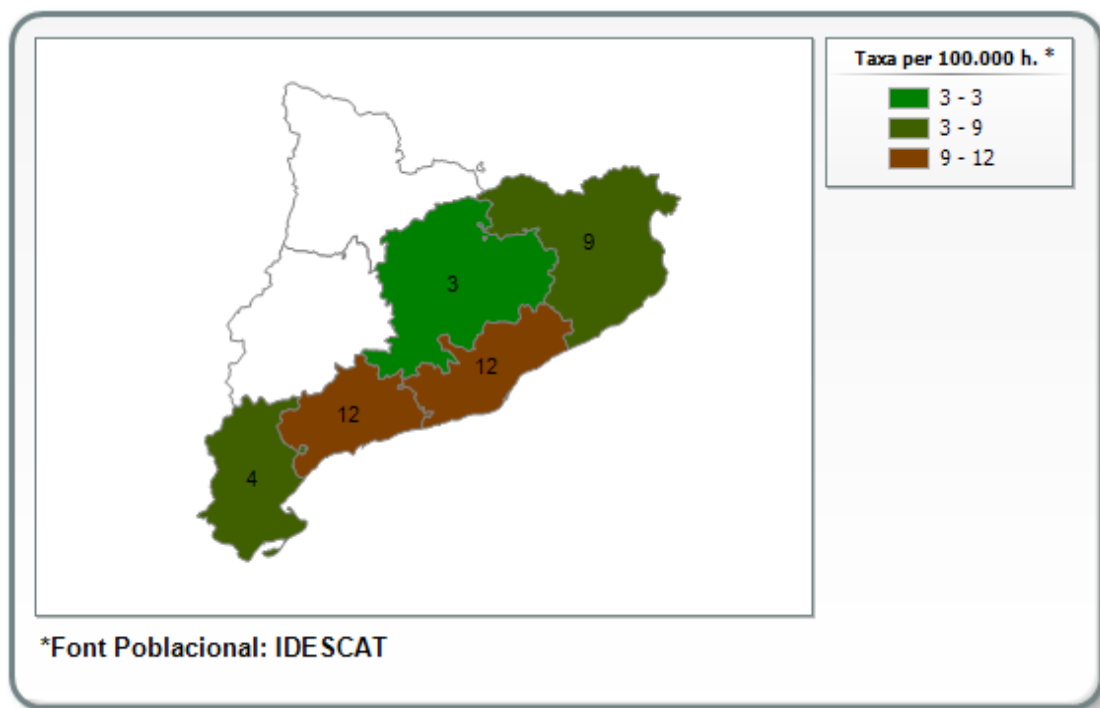 Taxa per 100.000 h. *
3 - 3
3 - 9
9 - 12
9
3
12
12
4
*Font Poblacional: IDESCAT